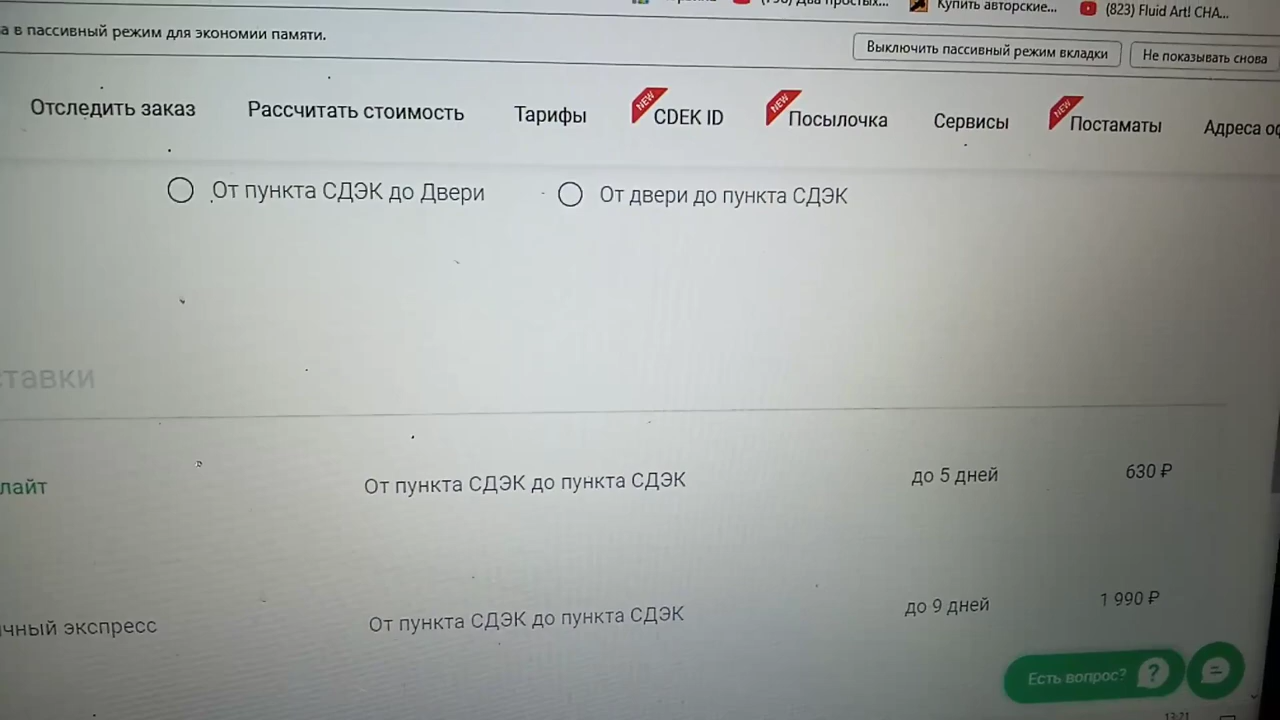 Купить авторские...
(823) Fluid Art! CHA...
а в пассивный режим для экономии памяти.
Выключить пассивный режим вкладки
Не показывать снова
Отследить заказ
Рассчитать стоимость
Тарифы
NEW
CDEK ID
NEW
Посылочка
Сервисы
NEW
Постаматы
Адреса оф
От пункта СДЭК до Двери
От двери до пункта СДЭК
ставки
лайт
От пункта СДЭК до пункта СДЭК
до 5 дней
630 ₽
ичный экспресс
От пункта СДЭК до пункта СДЭК
до 9 дней
1 990 ₽
Есть вопрос?
?